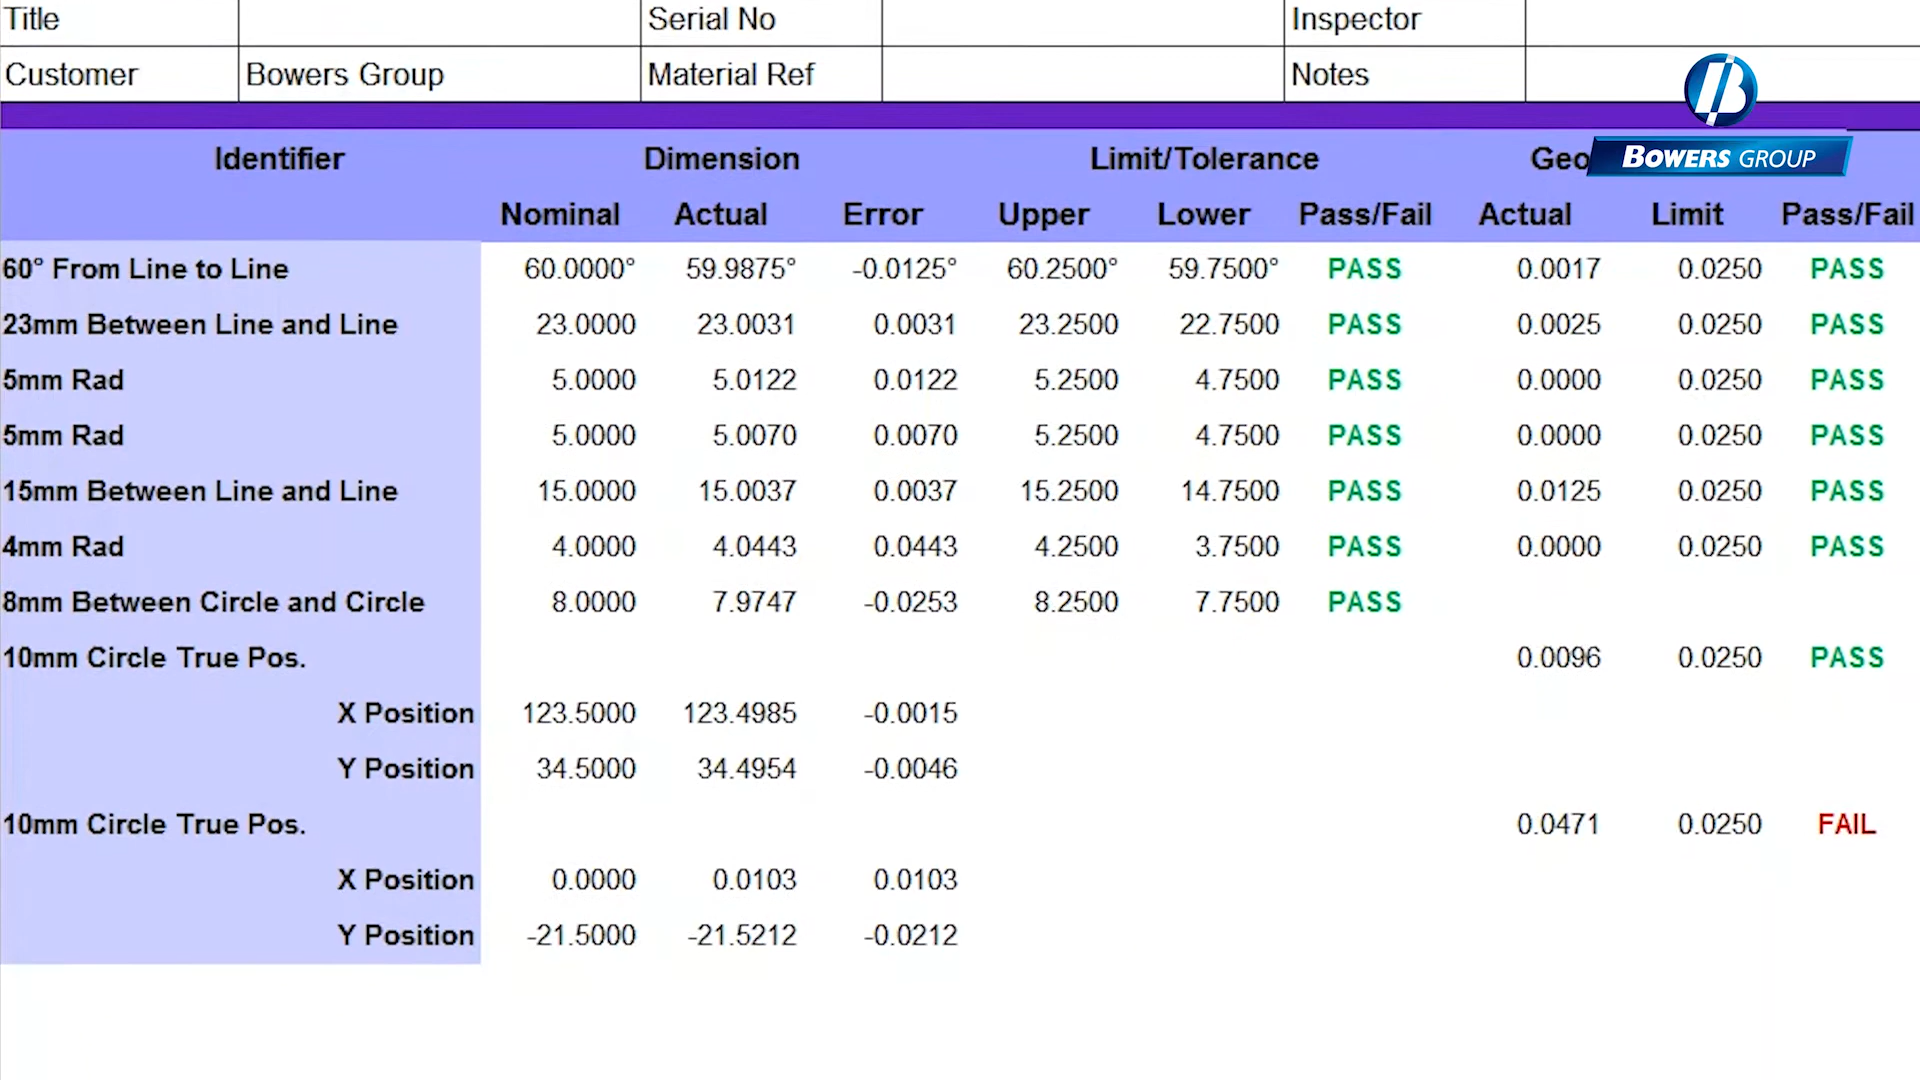 Title Serial No Inspector
Customer Bowers Group Material Ref Notes
BOWERS GROUP
Identifier Dimension Limit/Tolerance Geo
Nominal Actual Error Upper Lower Pass/Fail Actual Limit Pass/Fail
60° From Line to Line 60.0000° 59.9875° -0.0125° 60.2500° 59.7500° PASS 0.0017 0.0250 PASS
23mm Between Line and Line 23.0000 23.0031 0.0031 23.2500 22.7500 PASS 0.0025 0.0250 PASS
5mm Rad 5.0000 5.0122 0.0122 5.2500 4.7500 PASS 0.0000 0.0250 PASS
5mm Rad 5.0000 5.0070 0.0070 5.2500 4.7500 PASS 0.0000 0.0250 PASS
15mm Between Line and Line 15.0000 15.0037 0.0037 15.2500 14.7500 PASS 0.0125 0.0250 PASS
4mm Rad 4.0000 4.0443 0.0443 4.2500 3.7500 PASS 0.0000 0.0250 PASS
8mm Between Circle and Circle 8.0000 7.9747 -0.0253 8.2500 7.7500 PASS
10mm Circle True Pos. 0.0096 0.0250 PASS
X Position 123.5000 123.4985 -0.0015
Y Position 34.5000 34.4954 -0.0046
10mm Circle True Pos. 0.0471 0.0250 FAIL
X Position 0.0000 0.0103 0.0103
Y Position -21.5000 -21.5212 -0.0212